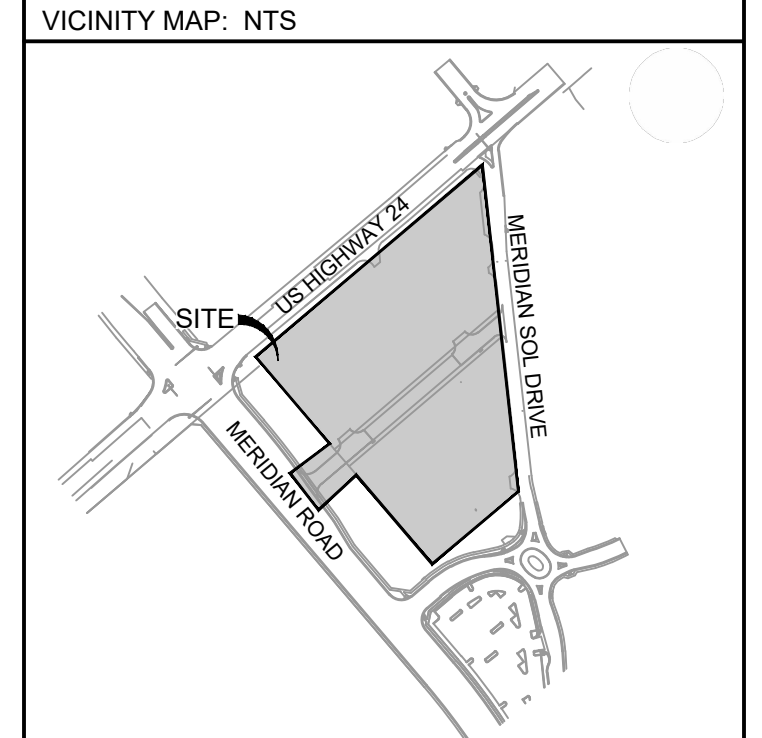 VICINITY MAP: NTS
US HIGHWAY 24
MERIDIAN SOL DRIVE
SITE
MERIDIAN ROAD